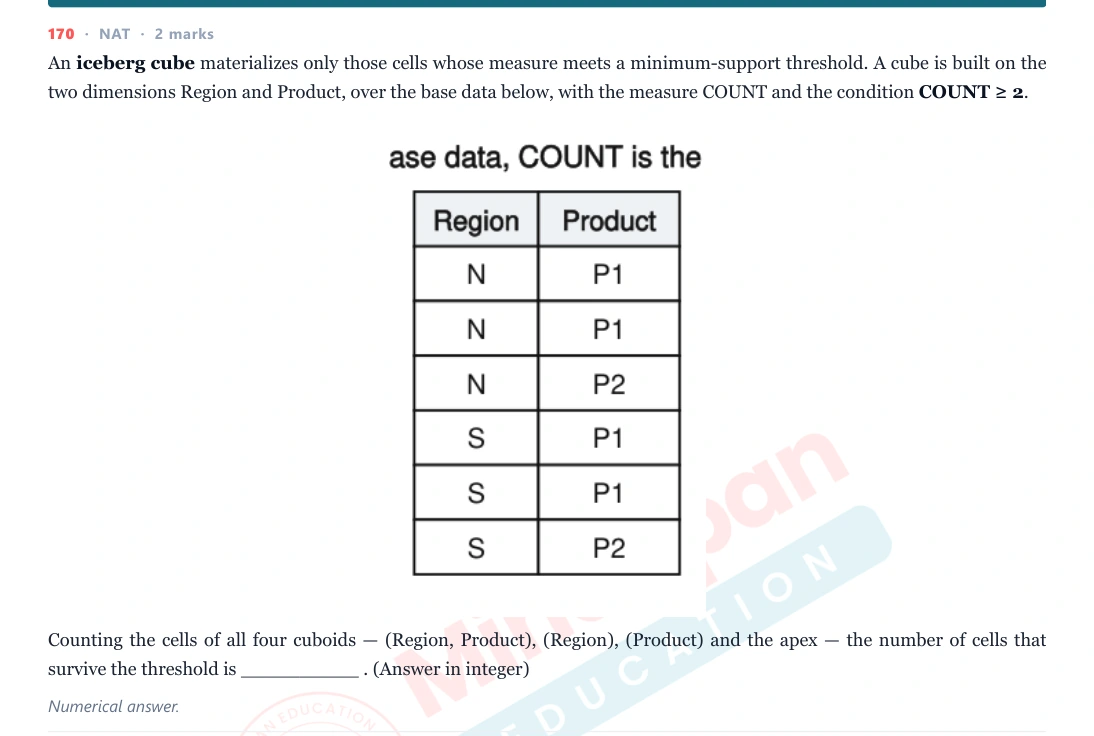 170 · NAT · 2 marks
An iceberg cube materializes only those cells whose measure meets a minimum-support threshold. A cube is built on the
two dimensions Region and Product, over the base data below, with the measure COUNT and the condition COUNT ≥ 2.
ase data, COUNT is the
Region Product
N P1
N P1
N P2
S P1
S P1
S P2
Counting the cells of all four cuboids — (Region, Product), (Region), (Product) and the apex — the number of cells that
survive the threshold is ____________ . (Answer in integer)
Numerical answer.
EDUCATION